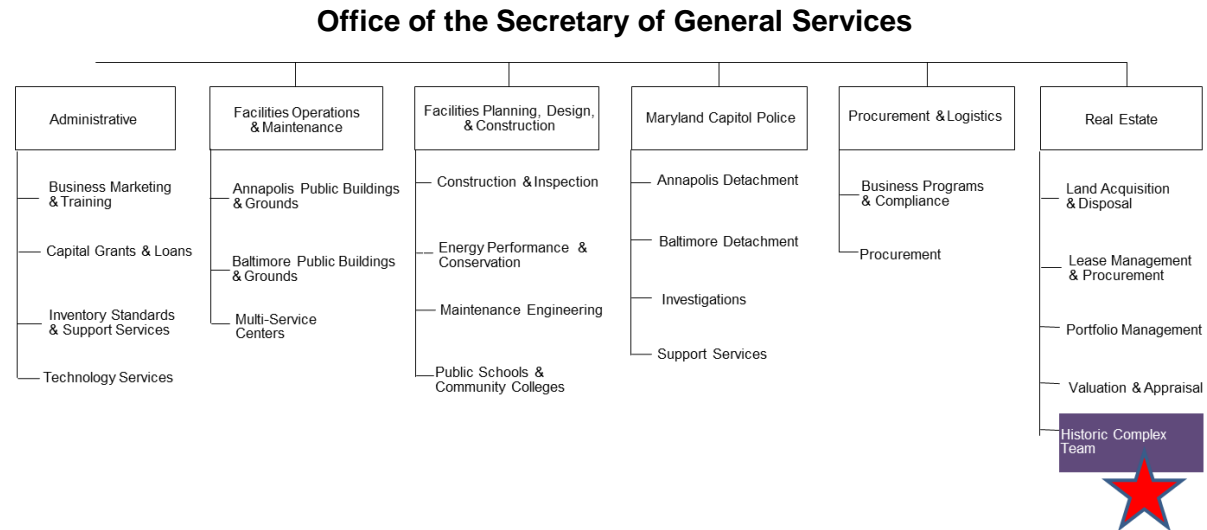 Office of the Secretary of General Services
Administrative
Business Marketing
& Training
Capital Grants & Loans
Inventory Standards
& Support Services
Technology Services
Facilities Operations
& Maintenance
Annapolis Public Buildings
& Grounds
Baltimore Public Buildings
& Grounds
Multi-Service
Centers
Facilities Planning, Design,
& Construction
Construction & Inspection
Energy Performance &
Conservation
Maintenance Engineering
Public Schools &
Community Colleges
Maryland Capitol Police
Annapolis Detachment
Baltimore Detachment
Investigations
Support Services
Procurement & Logistics
Business Programs
& Compliance
Procurement
Real Estate
Land Acquisition
& Disposal
Lease Management
& Procurement
Portfolio Management
Valuation & Appraisal
Historic Complex
Team